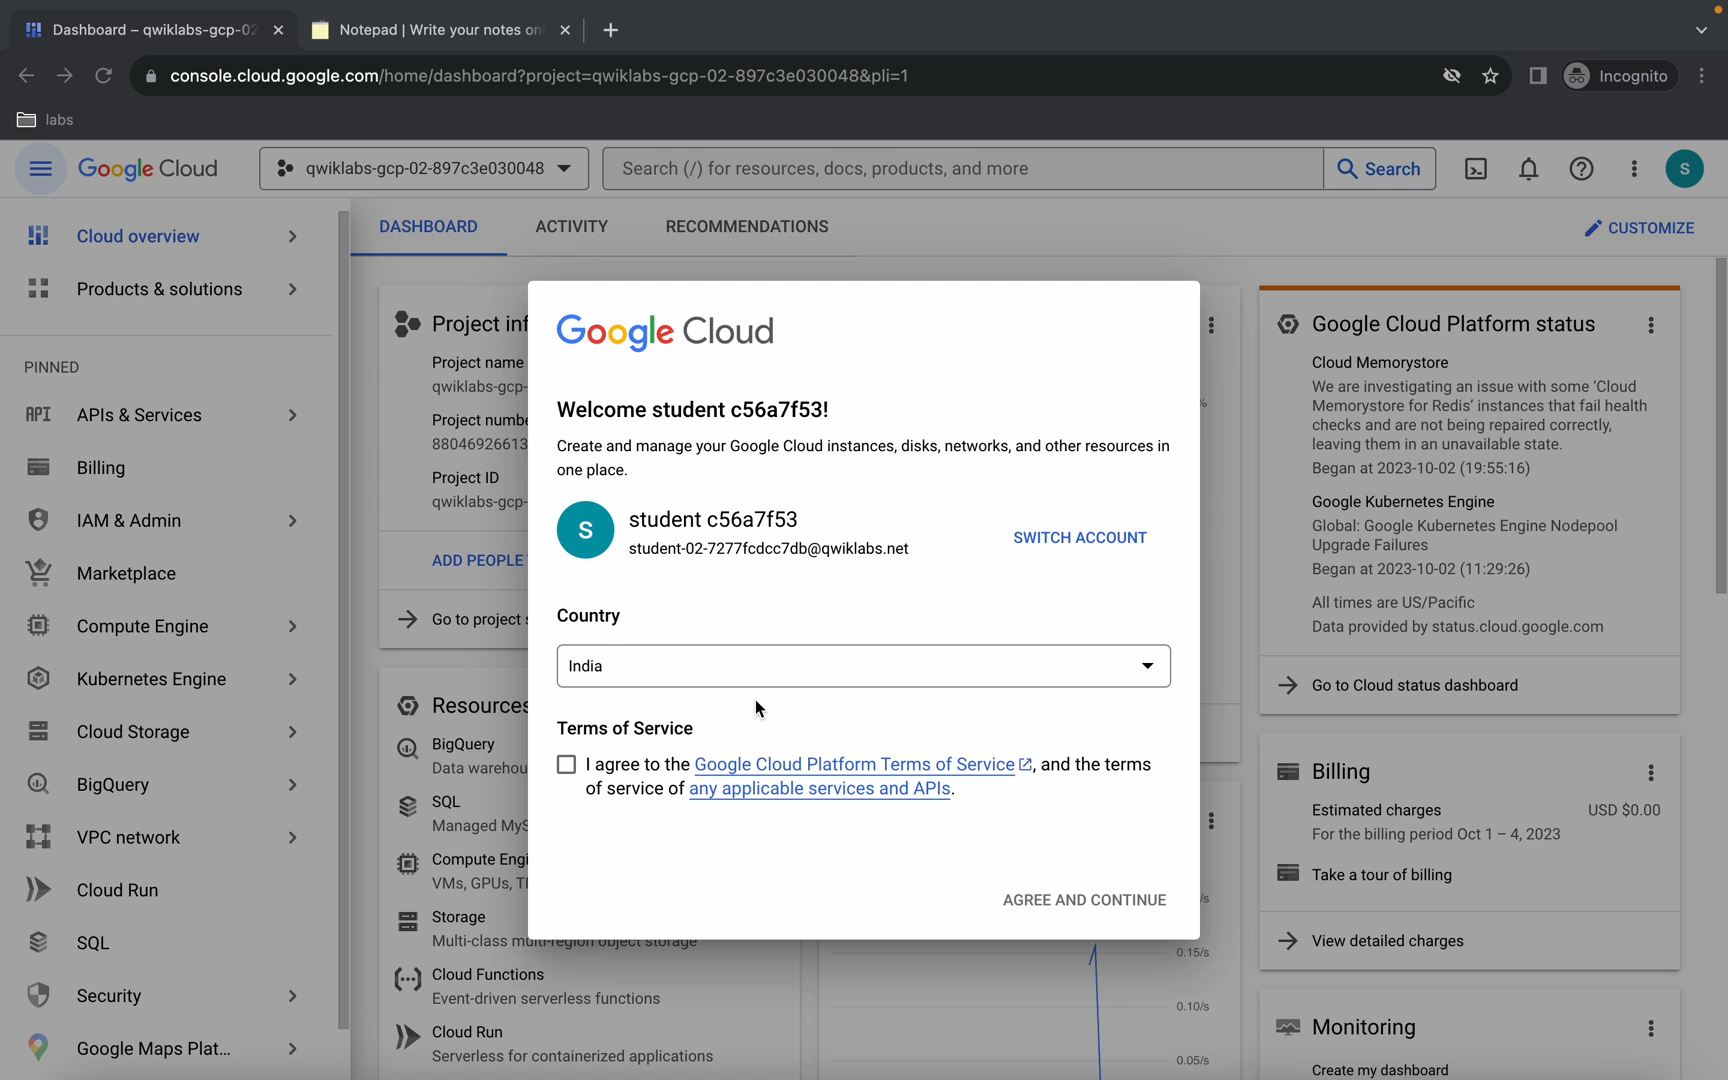 Dashboard – qwiklabs-gcp-02
Notepad | Write your notes on
console.cloud.google.com/home/dashboard?project=qwiklabs-gcp-02-897c3e030048&pli=1
Incognito
labs
Google Cloud
qwiklabs-gcp-02-897c3e030048
Search (/) for resources, docs, products, and more
Search
S
Cloud overview
Products & solutions
PINNED
API
APIs & Services
Billing
IAM & Admin
Marketplace
Compute Engine
Kubernetes Engine
Cloud Storage
BigQuery
VPC network
Cloud Run
SQL
Security
Google Maps Plat...
DASHBOARD
ACTIVITY
RECOMMENDATIONS
CUSTOMIZE
Project inf
Project name
qwiklabs-gcp-
Project numbe
88046926613
Project ID
qwiklabs-gcp-
ADD PEOPLE
Go to project s
Resources
BigQuery
Data warehou
SQL
Managed MyS
Compute Engi
VMs, GPUs, T
Storage
Multi-class multi-region object storage
Cloud Functions
Event-driven serverless functions
Cloud Run
Serverless for containerized applications
Google Cloud
Welcome student c56a7f53!
Create and manage your Google Cloud instances, disks, networks, and other resources in
one place.
S
student c56a7f53
student-02-7277fcdcc7db@qwiklabs.net
SWITCH ACCOUNT
Country
India
Terms of Service
I agree to the Google Cloud Platform Terms of Service, and the terms
of service of any applicable services and APIs.
AGREE AND CONTINUE
%
/s
0.15/s
0.10/s
0.05/s
Google Cloud Platform status
Cloud Memorystore
We are investigating an issue with some 'Cloud
Memorystore for Redis' instances that fail health
checks and are not being repaired correctly,
leaving them in an unavailable state.
Began at 2023-10-02 (19:55:16)
Google Kubernetes Engine
Global: Google Kubernetes Engine Nodepool
Upgrade Failures
Began at 2023-10-02 (11:29:26)
All times are US/Pacific
Data provided by status.cloud.google.com
Go to Cloud status dashboard
Billing
Estimated charges USD $0.00
For the billing period Oct 1 – 4, 2023
Take a tour of billing
View detailed charges
Monitoring
Create my dashboard